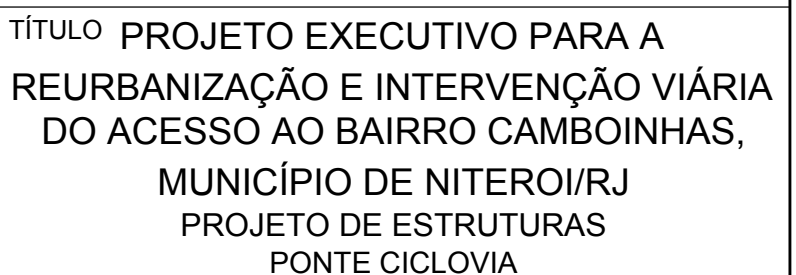 TÍTULO PROJETO EXECUTIVO PARA A
REURBANIZAÇÃO E INTERVENÇÃO VIÁRIA
DO ACESSO AO BAIRRO CAMBOINHAS,
MUNICÍPIO DE NITEROI/RJ
PROJETO DE ESTRUTURAS
PONTE CICLOVIA